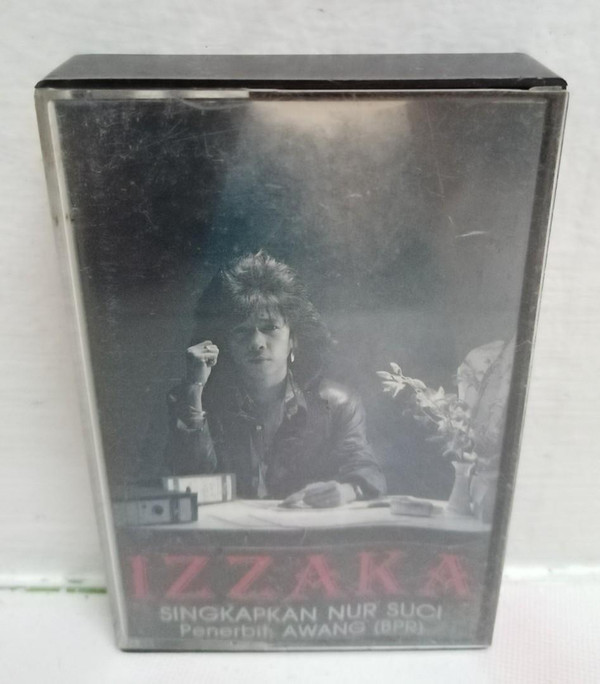 IZZAKA
SINGKAPKAN NUR SUCI
Penerbit: AWANG (BPR)